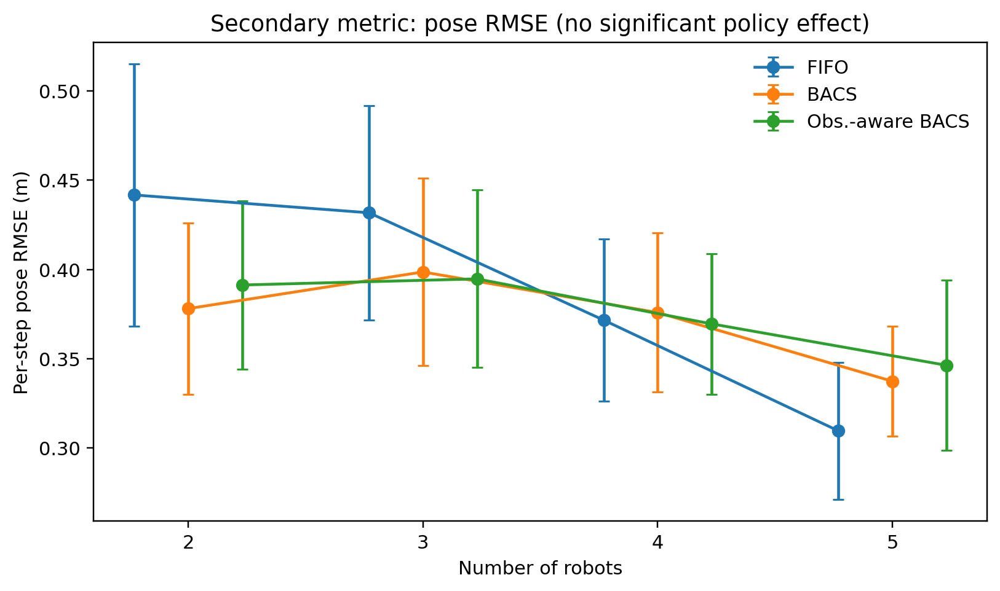 Secondary metric: pose RMSE (no significant policy effect)
FIFO
BACS
Obs.-aware BACS
Per-step pose RMSE (m)
0.50
0.45
0.40
0.35
0.30
2 3 4 5
Number of robots